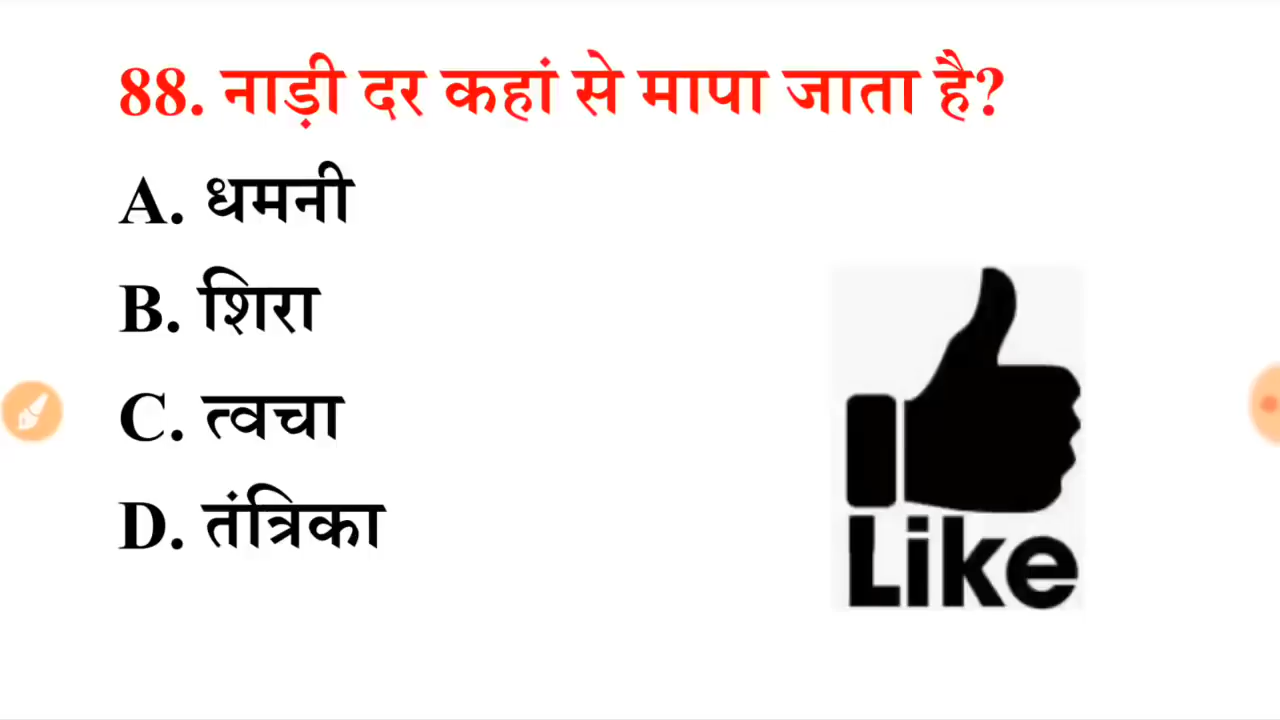 88. नाड़ी दर कहां से मापा जाता है?
A. धमनी
B. शिरा
C. त्वचा
D. तंत्रिका
Like